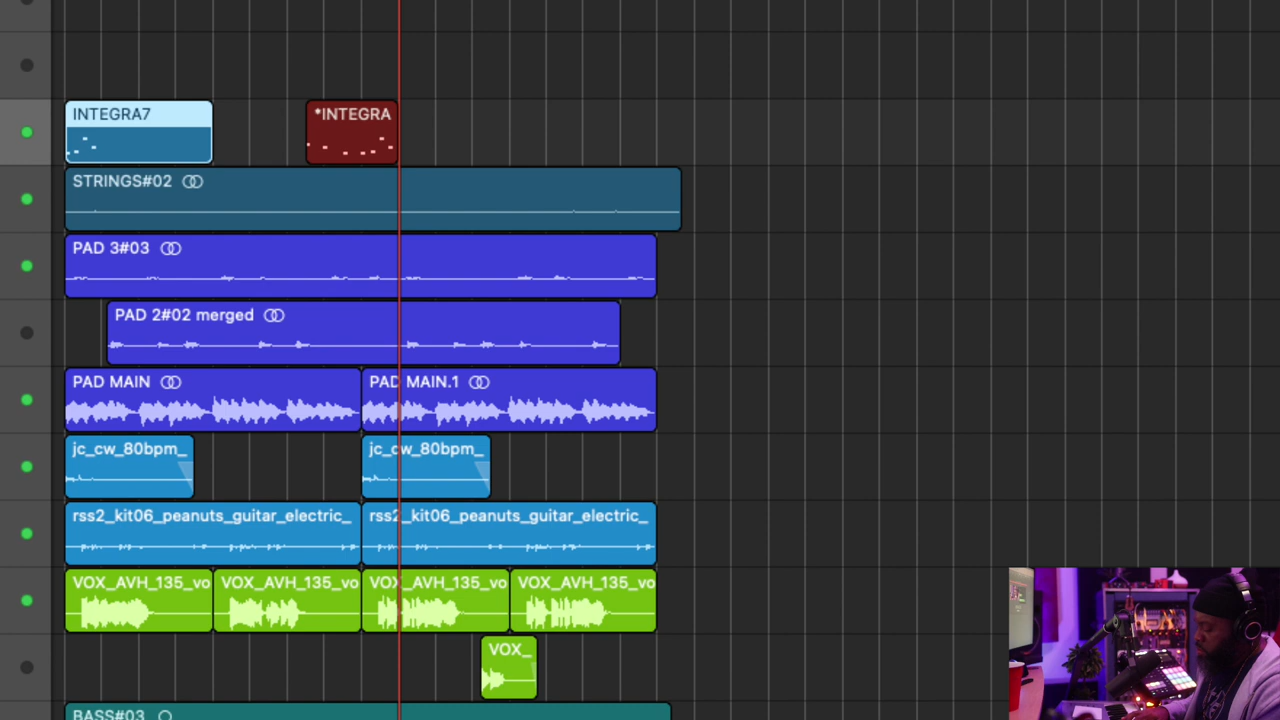 INTEGRA7
*INTEGRA
STRINGS#02
PAD 3#03
PAD 2#02 merged
PAD MAIN
PAD MAIN.1
jc_cw_80bpm_
jc_cw_80bpm_
rss2_kit06_peanuts_guitar_electric_
rss2_kit06_peanuts_guitar_electric_
VOX_AVH_135_vo
VOX_AVH_135_vo
VOX_AVH_135_vo
VOX_AVH_135_vo
VOX_
BASS#03